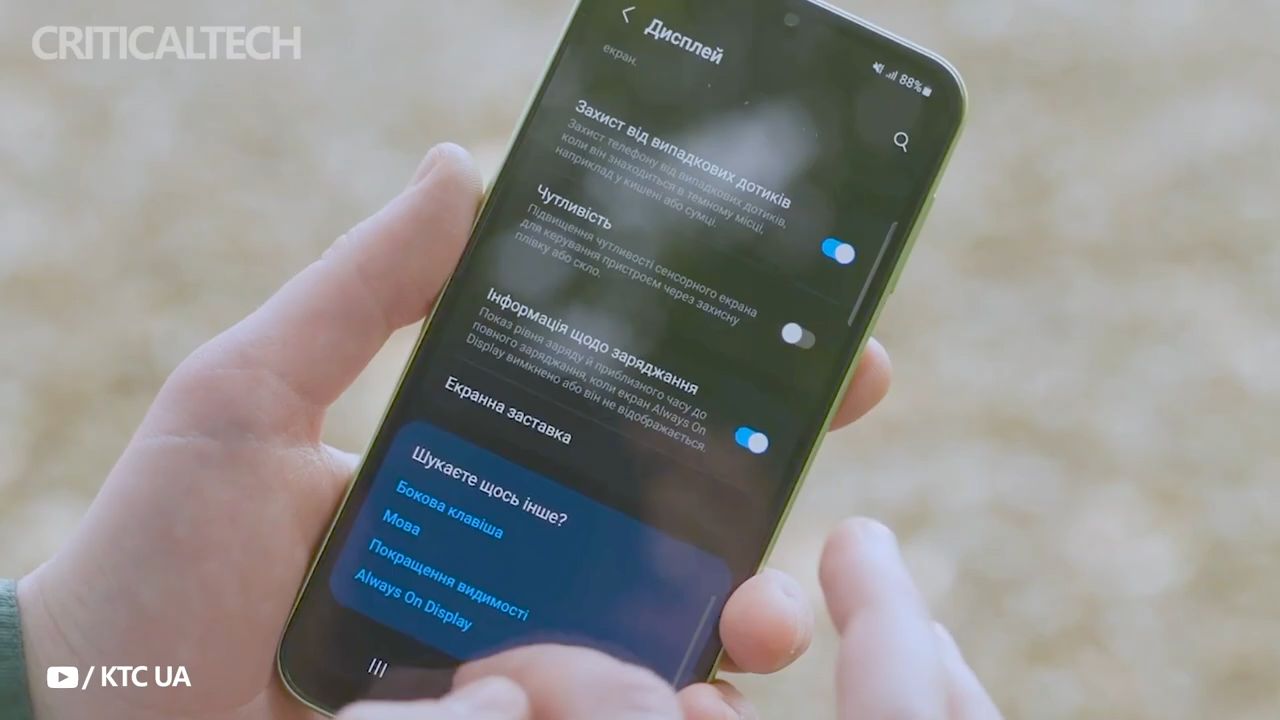 CRITICALTECH
Дисплей
88%
екран.
Захист від випадкових дотиків
Захист телефону від випадкових дотиків,
коли він знаходиться в темному місці,
наприклад у кишені або сумці.
Чутливість
Підвищення чутливості сенсорного екрана
для керування пристроєм через захисну
плівку або скло.
Інформація щодо заряджання
Показ рівня заряду й приблизного часу до
повного заряджання, коли екран Always On
Display вимкнено або він не відображається.
Екранна заставка
Шукаєте щось інше?
Бокова клавіша
Мова
Покращення видимості
Always On Display
/ KTC UA